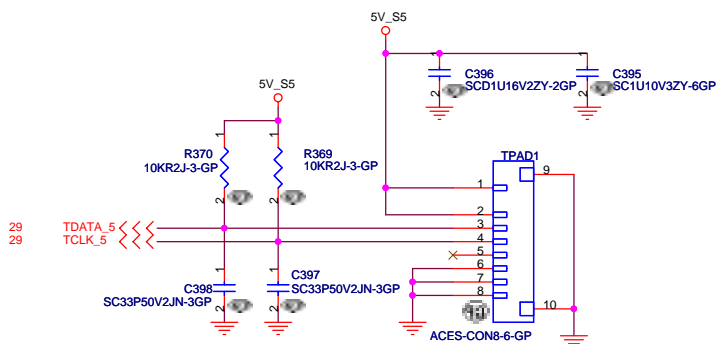 5V_S5
1
1
C396
SCD1U16V2ZY-2GP
C395
SC1U10V3ZY-6GP
2
2
5V_S5
1
1
R370
10KR2J-3-GP
R369
10KR2J-3-GP
2
2
TPAD1
1
9
2
29 TDATA_5
3
29 TCLK_5
4
5
6
7
8
10
1
1
C398
SC33P50V2JN-3GP
C397
SC33P50V2JN-3GP
2
2
ACES-CON8-6-GP